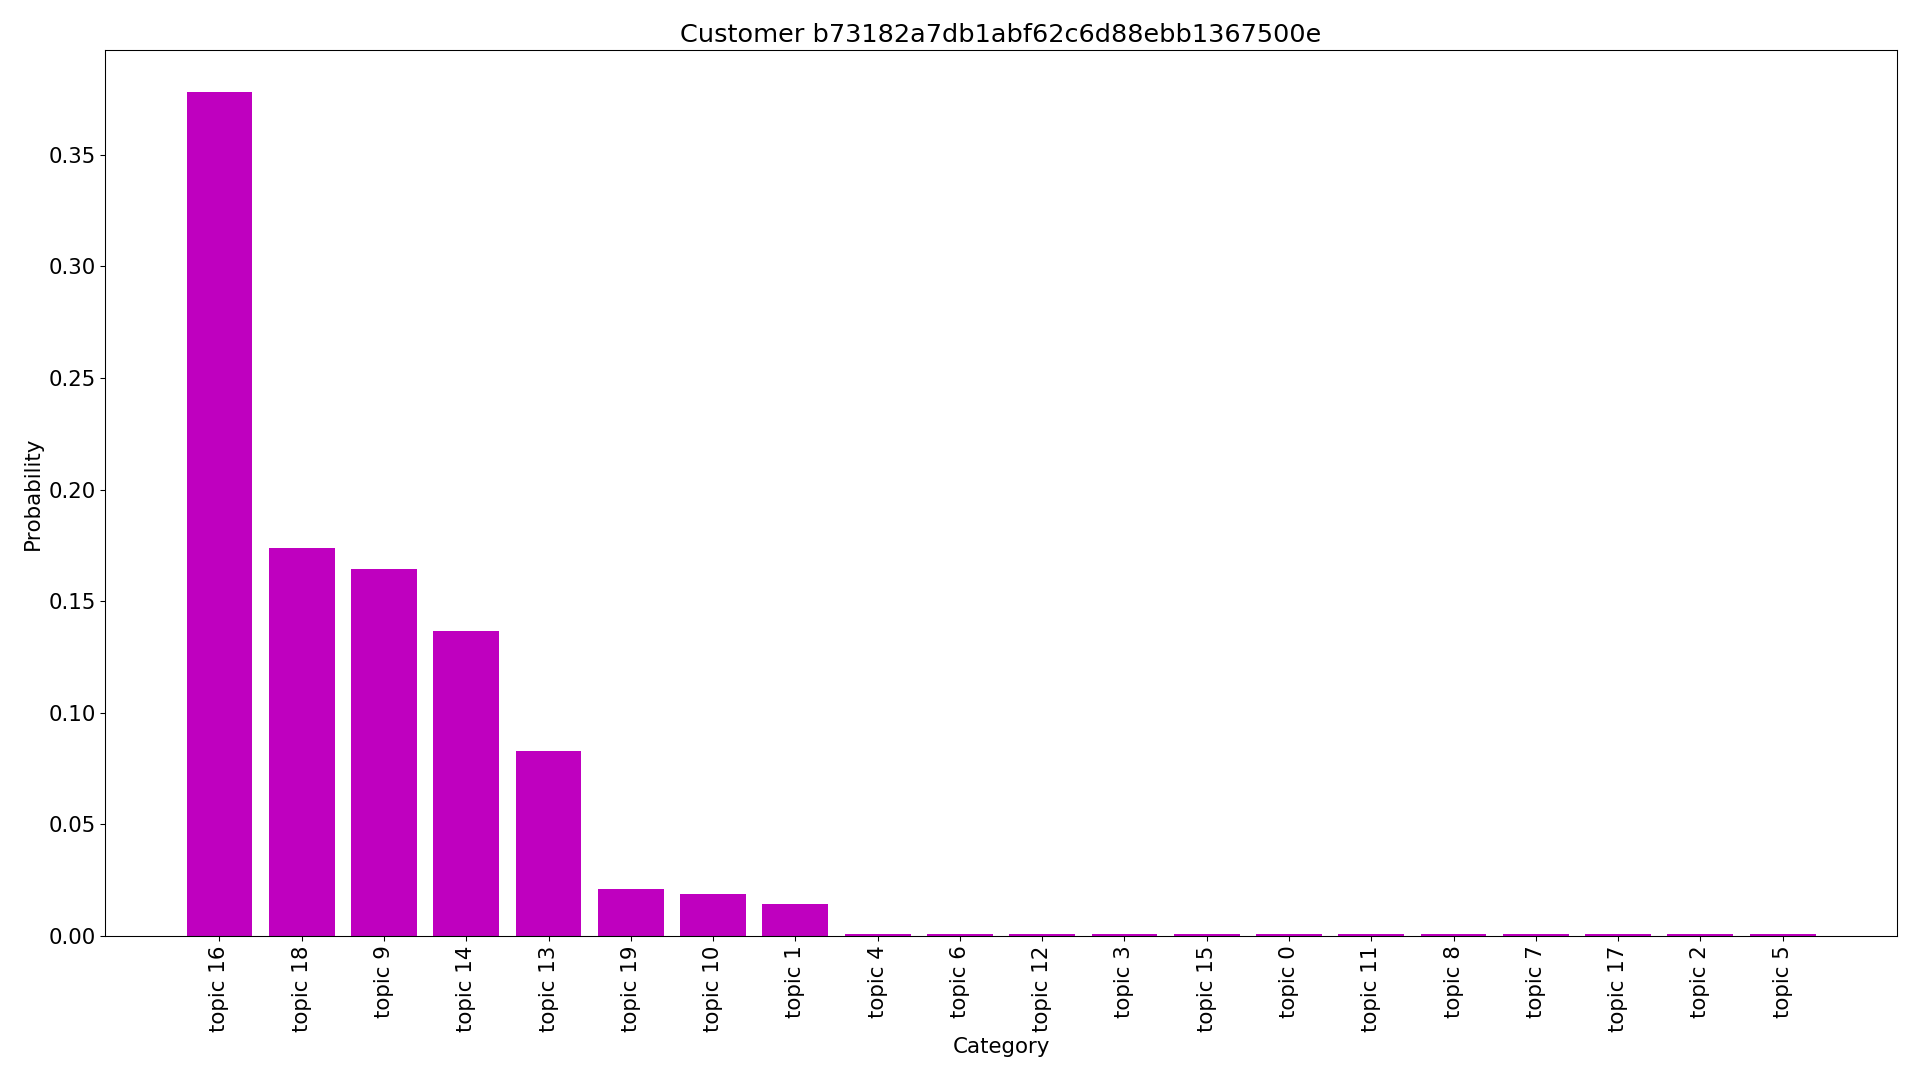 Customer b73182a7db1abf62c6d88ebb1367500e
Probability
0.35
0.30
0.25
0.20
0.15
0.10
0.05
0.00
topic 16
topic 18
topic 9
topic 14
topic 13
topic 19
topic 10
topic 1
topic 4
topic 6
topic 12
topic 3
topic 15
topic 0
topic 11
topic 8
topic 7
topic 17
topic 2
topic 5
Category